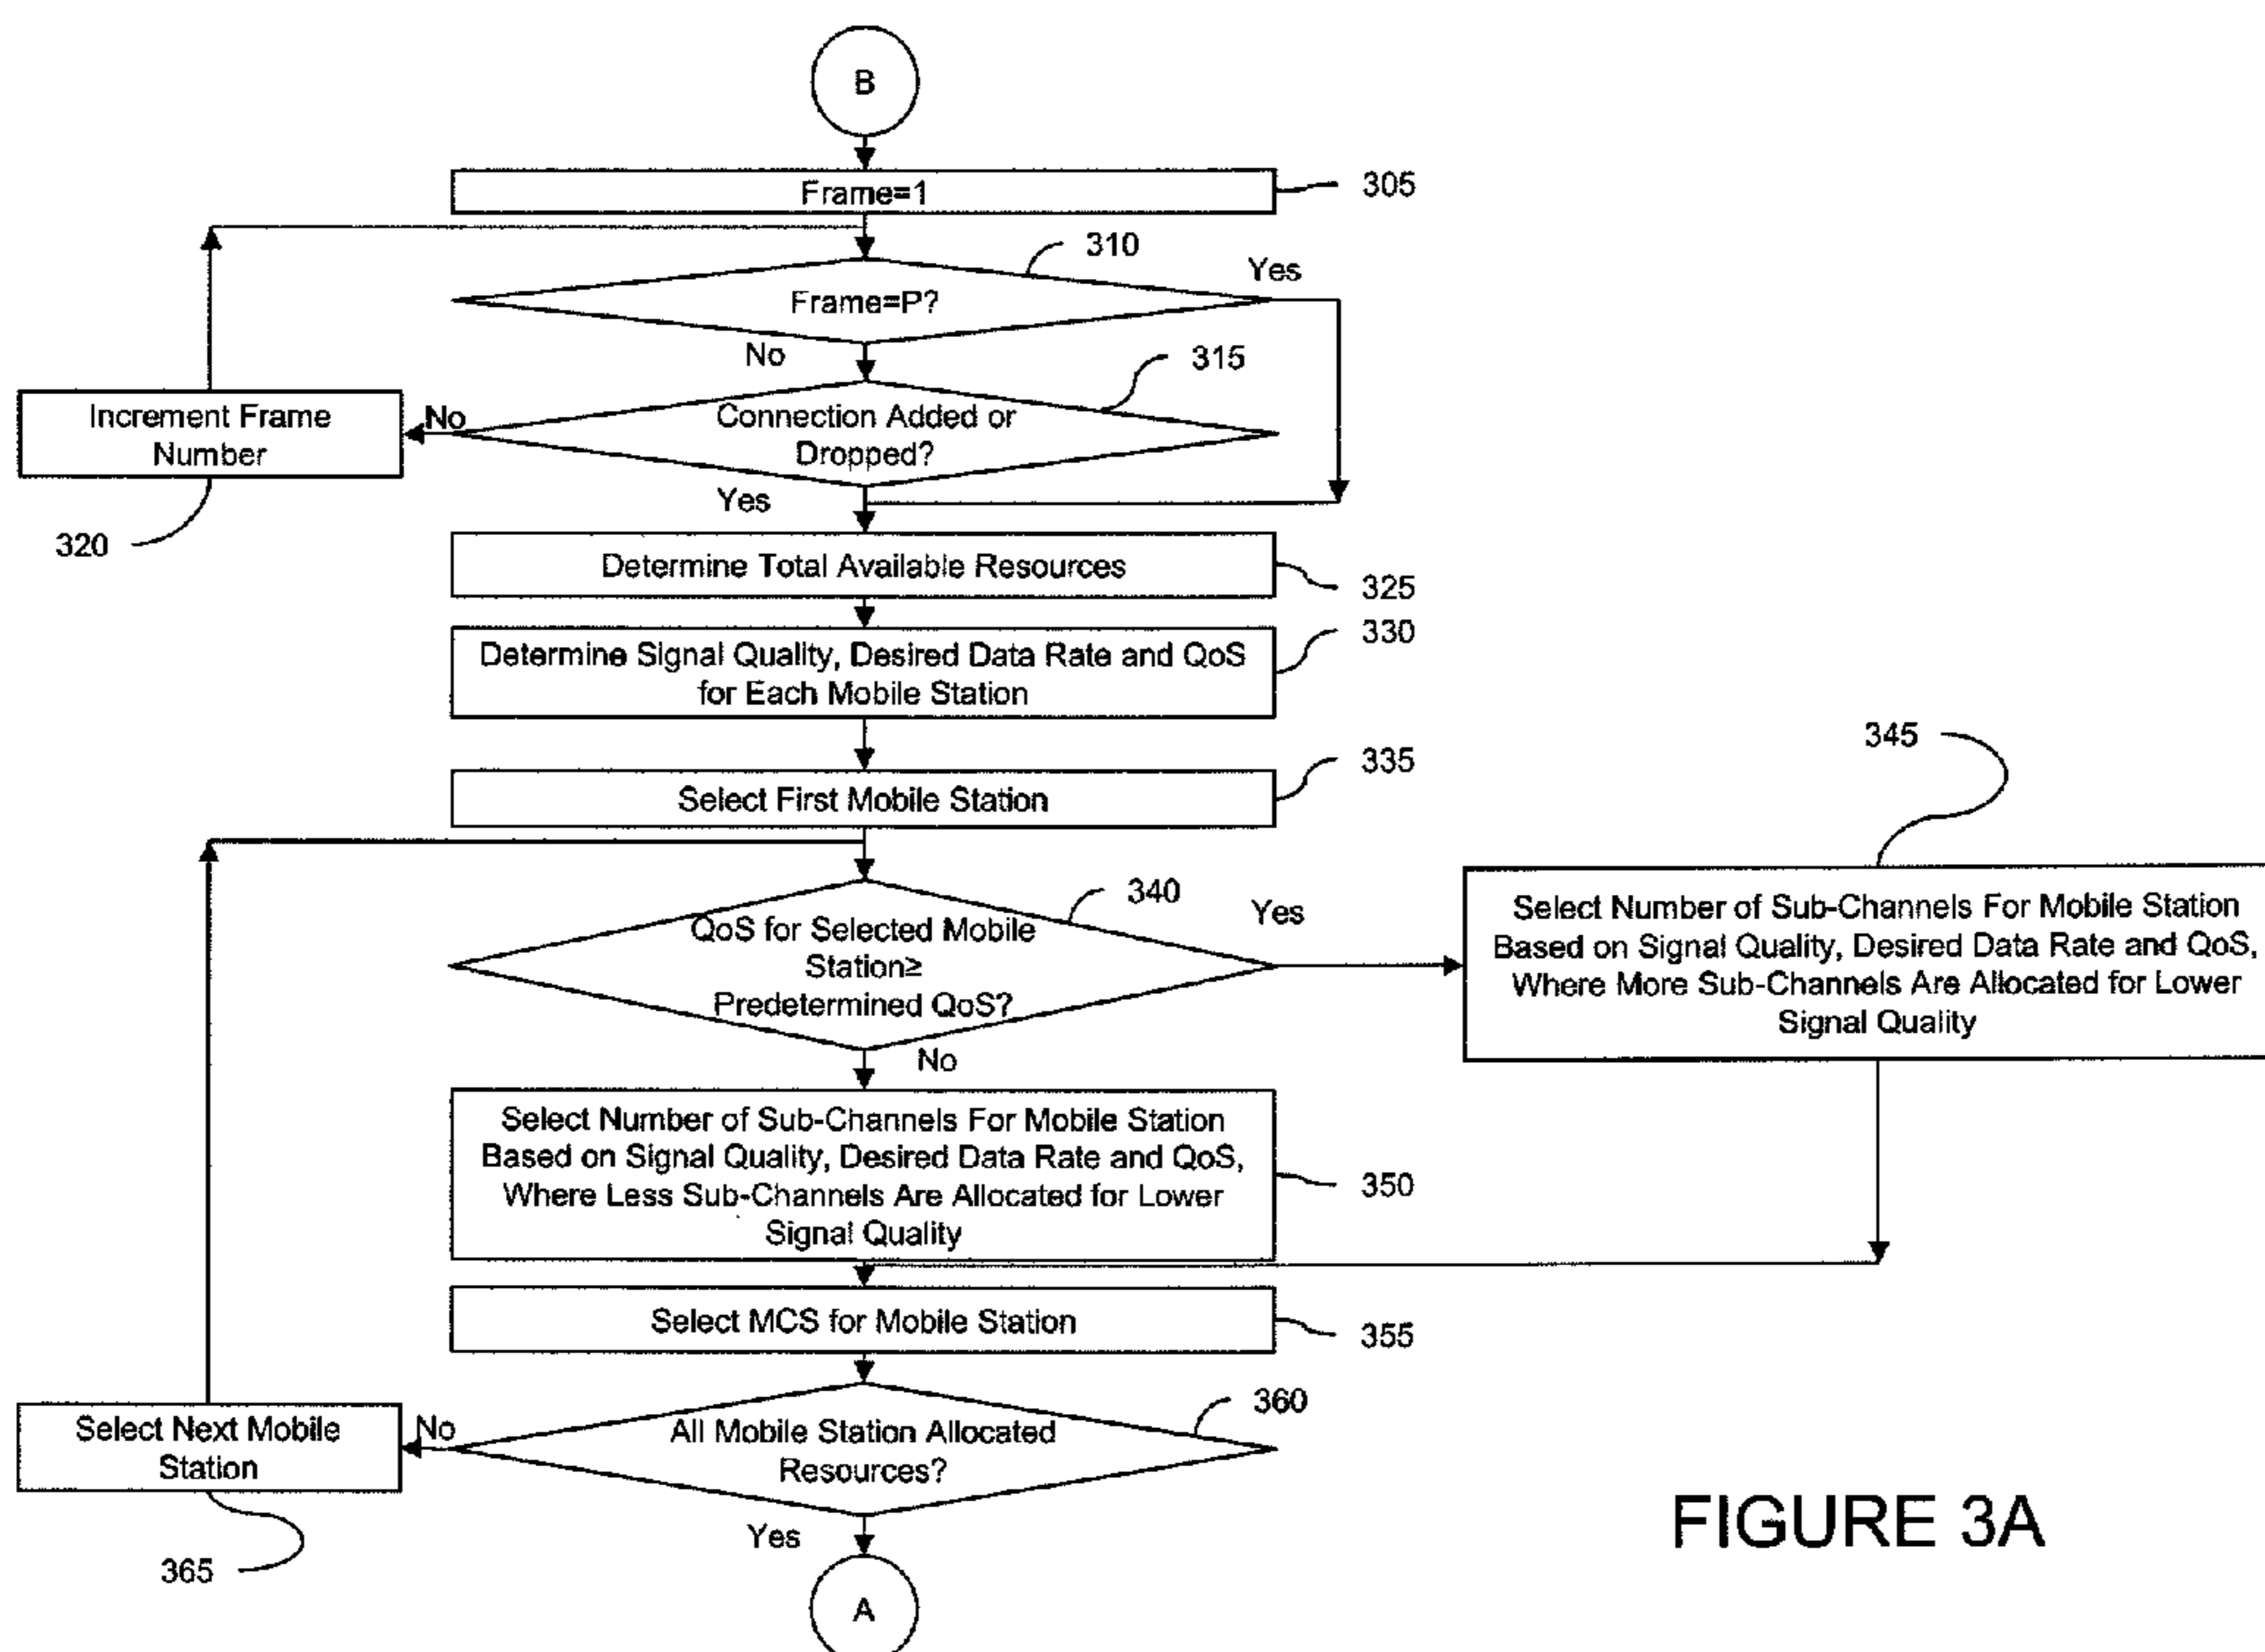 B
Frame=1
305
310
Frame=P?
Yes
No
315
Connection Added or
Dropped?
No
Increment Frame
Number
320
Yes
Determine Total Available Resources
325
Determine Signal Quality, Desired Data Rate and QoS
for Each Mobile Station
330
Select First Mobile Station
335
340
QoS for Selected Mobile
Station≥
Predetermined QoS?
Yes
345
Select Number of Sub-Channels For Mobile Station
Based on Signal Quality, Desired Data Rate and QoS,
Where More Sub-Channels Are Allocated for Lower
Signal Quality
No
Select Number of Sub-Channels For Mobile Station
Based on Signal Quality, Desired Data Rate and QoS,
Where Less Sub-Channels Are Allocated for Lower
Signal Quality
350
Select MCS for Mobile Station
355
360
All Mobile Station Allocated
Resources?
No
Select Next Mobile
Station
365
Yes
A
FIGURE 3A